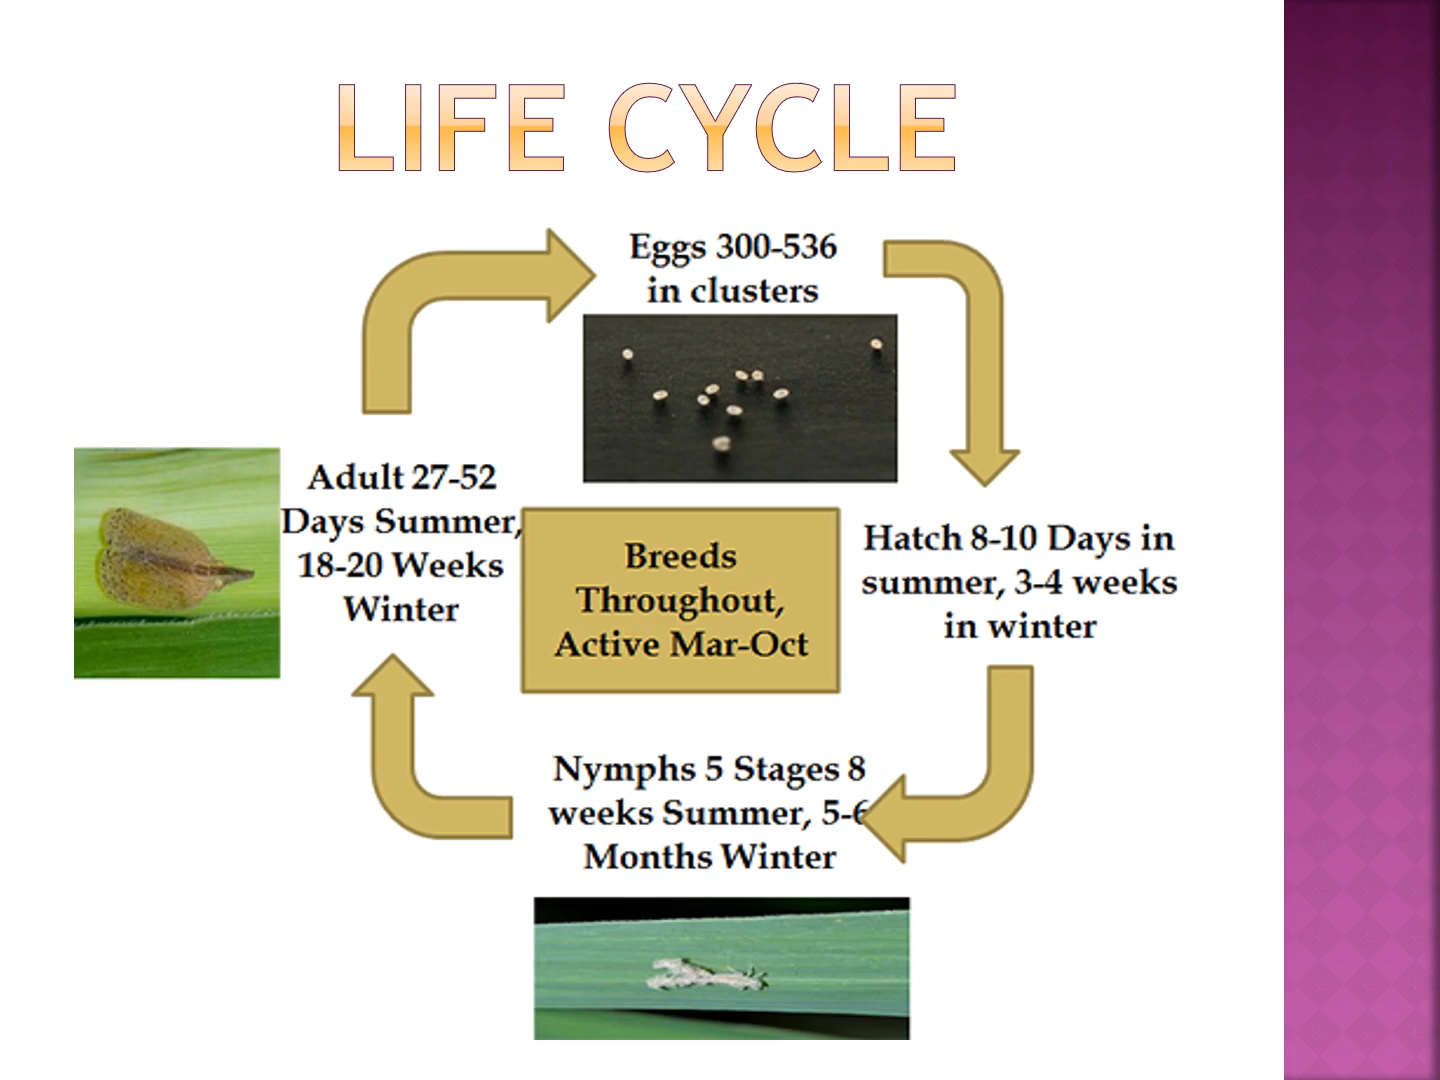 LIFE CYCLE
Eggs 300-536
in clusters
Hatch 8-10 Days in
summer, 3-4 weeks
in winter
Nymphs 5 Stages 8
weeks Summer, 5-6
Months Winter
Adult 27-52
Days Summer,
18-20 Weeks
Winter
Breeds
Throughout,
Active Mar-Oct